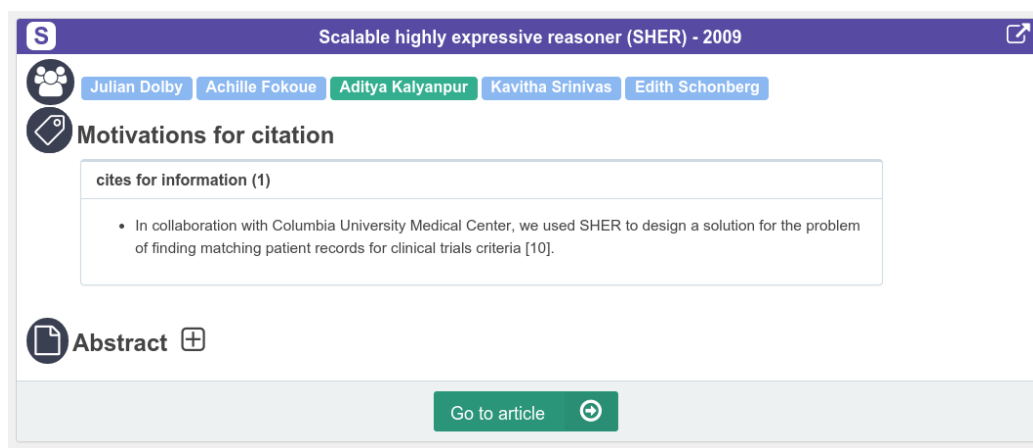 S Scalable highly expressive reasoner (SHER) - 2009
Julian Dolby Achille Fokoue Aditya Kalyanpur Kavitha Srinivas Edith Schonberg
Motivations for citation
cites for information (1)
• In collaboration with Columbia University Medical Center, we used SHER to design a solution for the problem
of finding matching patient records for clinical trials criteria [10].
Abstract
Go to article